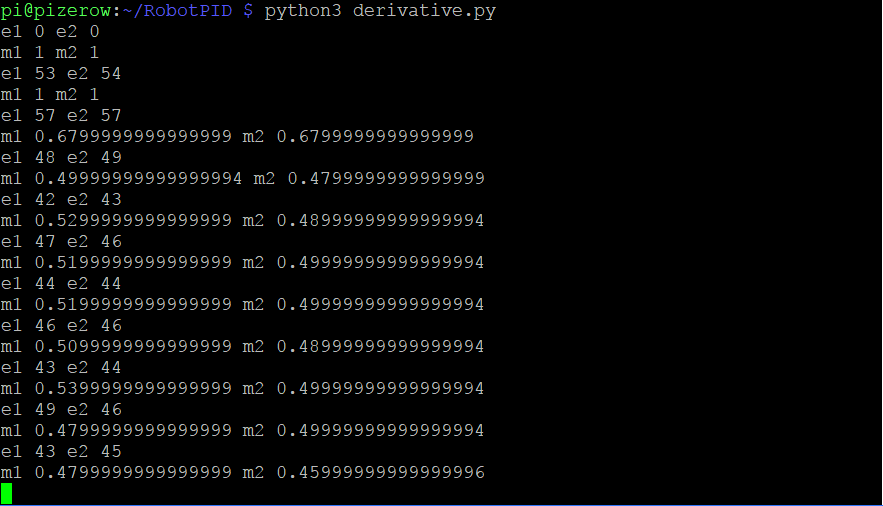 pi@pizerow:~/RobotPID $ python3 derivative.py
e1 0 e2 0
m1 1 m2 1
e1 53 e2 54
m1 1 m2 1
e1 57 e2 57
m1 0.6799999999999999 m2 0.6799999999999999
e1 48 e2 49
m1 0.49999999999999994 m2 0.4799999999999999
e1 42 e2 43
m1 0.5299999999999999 m2 0.48999999999999994
e1 47 e2 46
m1 0.5199999999999999 m2 0.49999999999999994
e1 44 e2 44
m1 0.5199999999999999 m2 0.49999999999999994
e1 46 e2 46
m1 0.5099999999999999 m2 0.48999999999999994
e1 43 e2 44
m1 0.5399999999999999 m2 0.49999999999999994
e1 49 e2 46
m1 0.4799999999999999 m2 0.49999999999999994
e1 43 e2 45
m1 0.4799999999999999 m2 0.45999999999999996